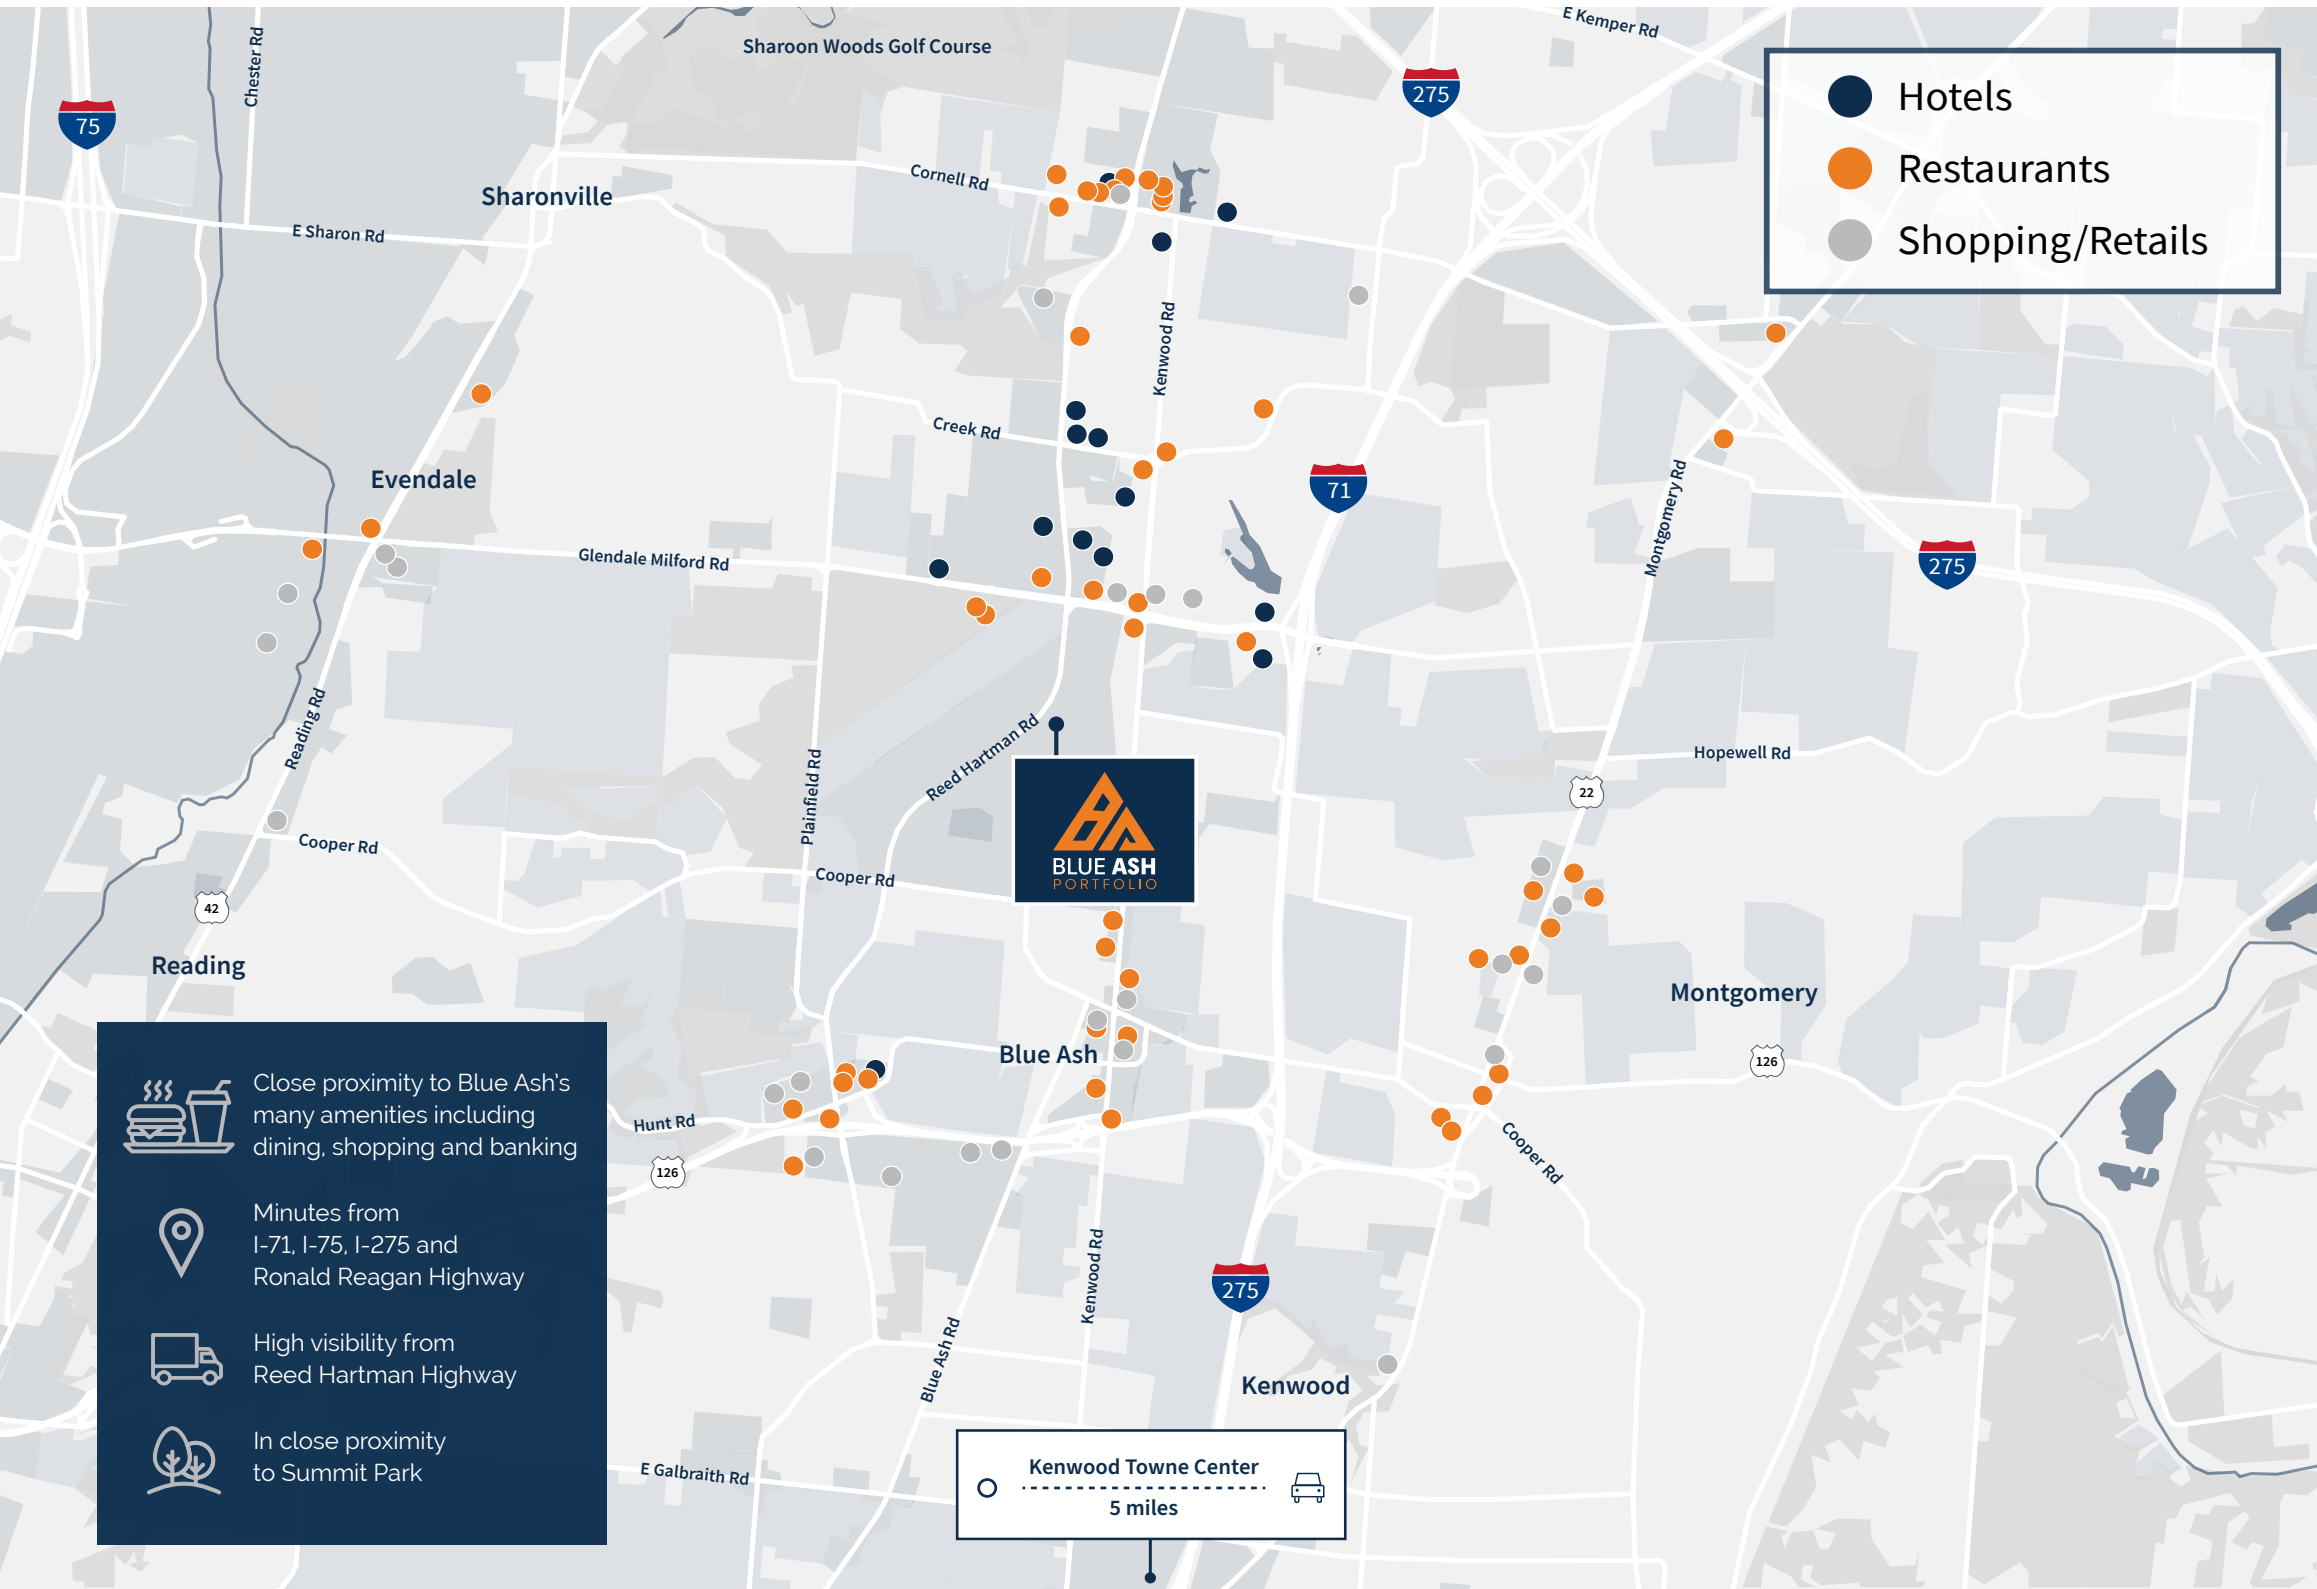 Sharoon Woods Golf Course
E Kemper Rd
Chester Rd
75
275
Hotels
Restaurants
Shopping/Retails
Cornell Rd
Sharonville
E Sharon Rd
Kenwood Rd
Creek Rd
Evendale
71
Montgomery Rd
Glendale Milford Rd
275
Reading Rd
Reed Hartman Rd
Plainfield Rd
Hopewell Rd
22
BLUE ASH
PORTFOLIO
Cooper Rd
Cooper Rd
42
Reading
Montgomery
Blue Ash
126
Hunt Rd
126
Cooper Rd
Close proximity to Blue Ash's
many amenities including
dining, shopping and banking
Minutes from
I-71, I-75, I-275 and
Ronald Reagan Highway
High visibility from
Reed Hartman Highway
In close proximity
to Summit Park
Kenwood Rd
275
Blue Ash Rd
Kenwood
E Galbraith Rd
Kenwood Towne Center
5 miles